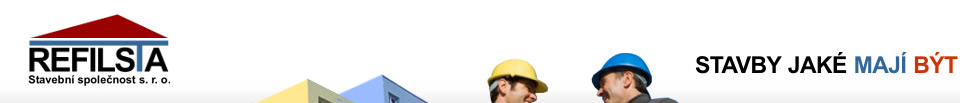 REFILSTA
Stavební společnost s. r. o.
STAVBY JAKÉ MAJÍ BÝT